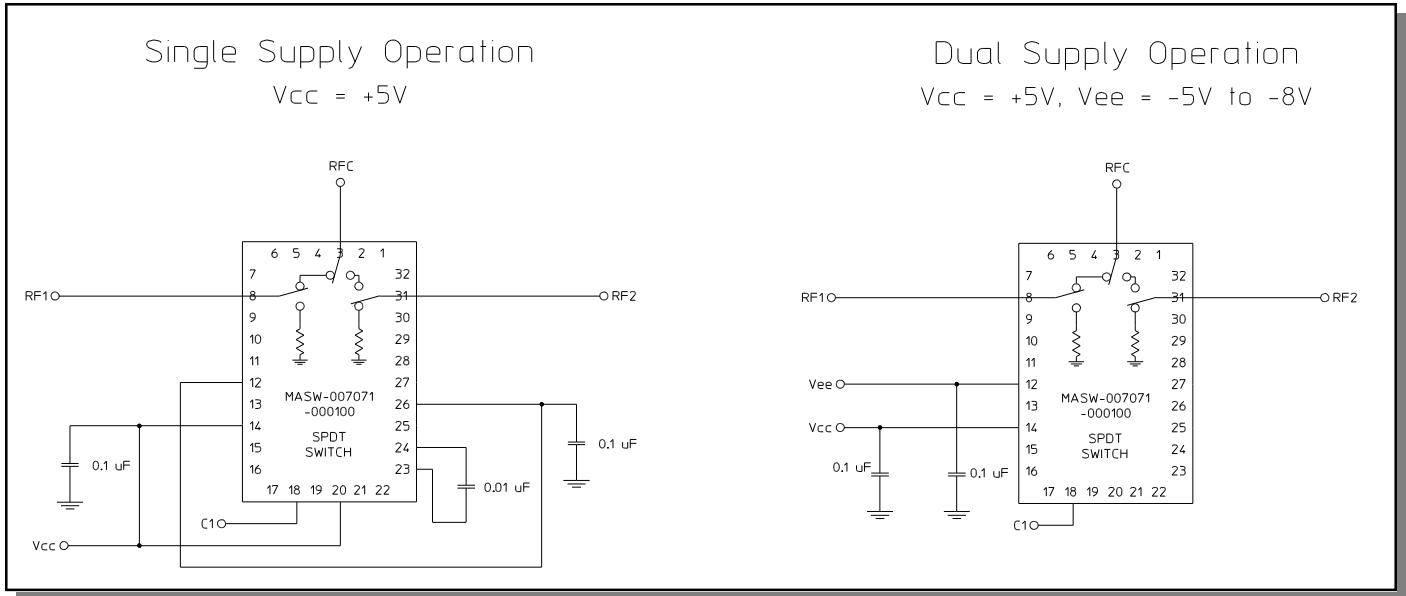 Single Supply Operation
Vcc = +5V
RFC
6 5 4 3 2 1
7 32
RF1 8 31 RF2
9 30
10 29
11 28
12 27
MASW-007071
-000100
13 26
14 25
SPDT
SWITCH
0.1 uF
15 24
0.1 uF
16 23
0.01 uF
17 18 19 20 21 22
C1
Vcc
Dual Supply Operation
Vcc = +5V, Vee = -5V to -8V
RFC
6 5 4 3 2 1
7 32
RF1 8 31 RF2
9 30
10 29
11 28
Vee 12 27
MASW-007071
-000100
13 26
Vcc 14 25
SPDT
SWITCH
15 24
0.1 uF
0.1 uF
16 23
17 18 19 20 21 22
C1